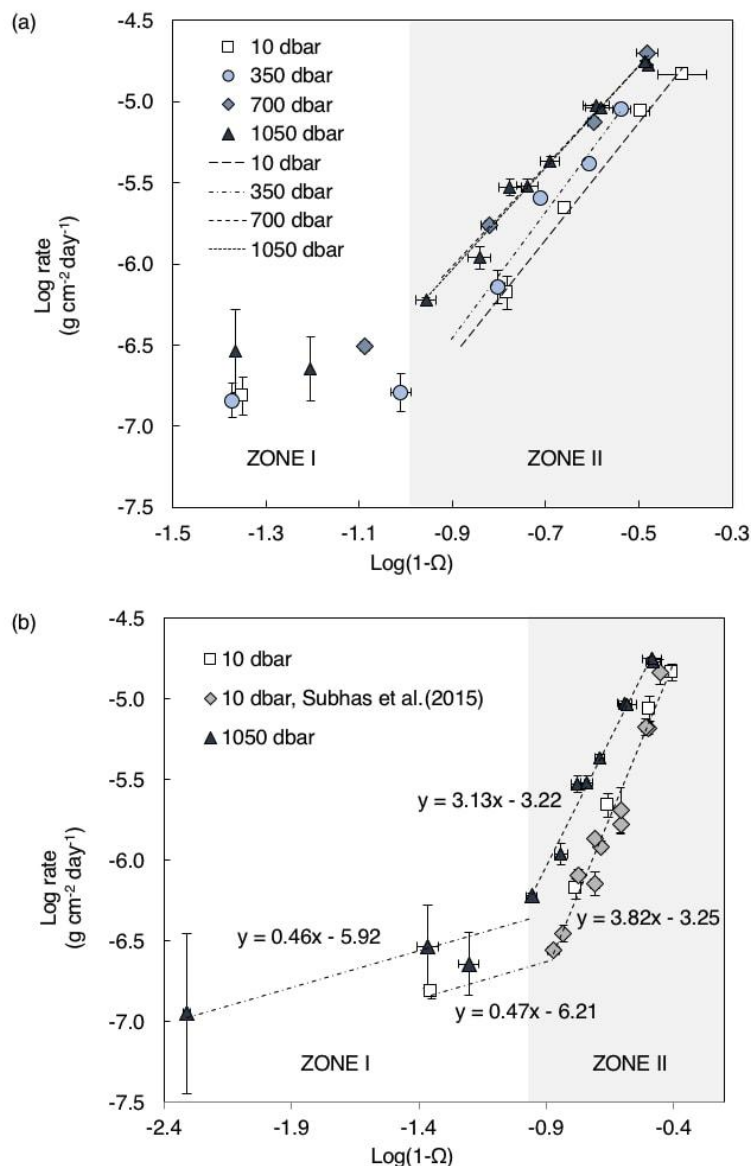 (a)
-4.5
-5.0
-5.5
-6.0
-6.5
-7.0
-7.5
Log rate
(g cm⁻² day⁻¹)
10 dbar
350 dbar
700 dbar
1050 dbar
10 dbar
350 dbar
700 dbar
1050 dbar
ZONE I
ZONE II
-1.5 -1.3 -1.1 -0.9 -0.7 -0.5 -0.3
Log(1-Ω)
(b)
-4.5
-5.0
-5.5
-6.0
-6.5
-7.0
-7.5
Log rate
(g cm⁻² day⁻¹)
10 dbar
10 dbar, Subhas et al.(2015)
1050 dbar
y = 3.13x - 3.22
y = 3.82x - 3.25
y = 0.46x - 5.92
y = 0.47x - 6.21
ZONE I
ZONE II
-2.4 -1.9 -1.4 -0.9 -0.4
Log(1-Ω)